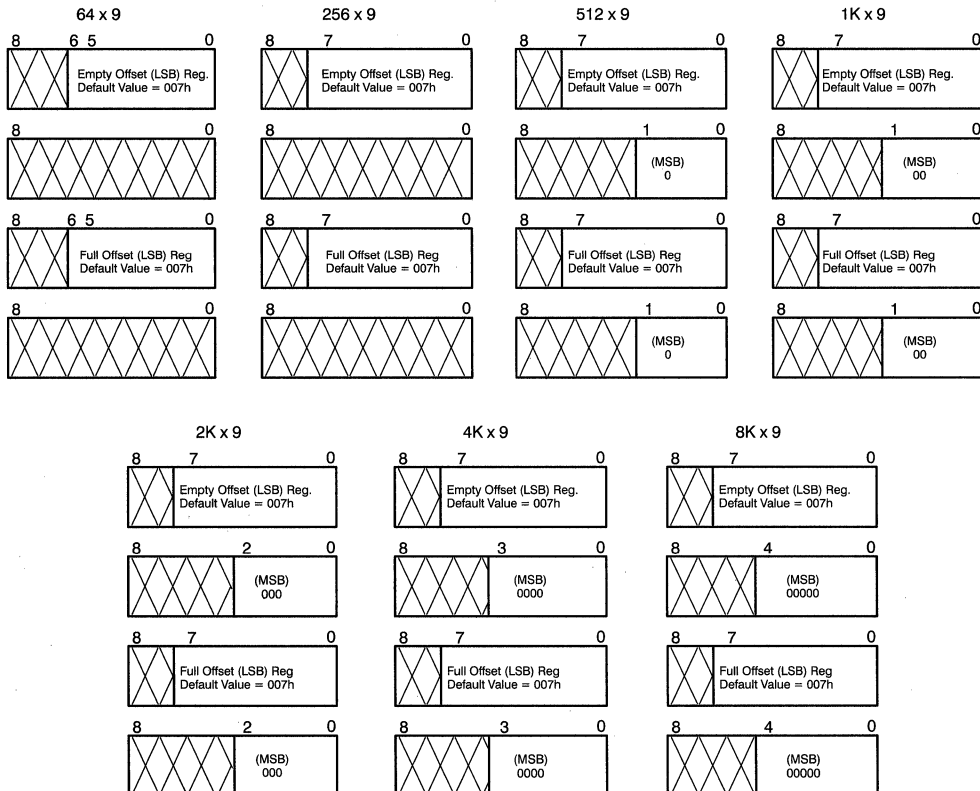 64 x 9
256 x 9
512 x 9
1K x 9
8 6 5 0
8 7 0
8 7 0
8 7 0
Empty Offset (LSB) Reg.
Default Value = 007h
Empty Offset (LSB) Reg.
Default Value = 007h
Empty Offset (LSB) Reg.
Default Value = 007h
Empty Offset (LSB) Reg.
Default Value = 007h
8 0
8 0
8 1 0
8 1 0
(MSB)
0
(MSB)
00
8 6 5 0
8 7 0
8 7 0
8 7 0
Full Offset (LSB) Reg
Default Value = 007h
Full Offset (LSB) Reg
Default Value = 007h
Full Offset (LSB) Reg
Default Value = 007h
Full Offset (LSB) Reg
Default Value = 007h
8 0
8 0
8 1 0
8 1 0
(MSB)
0
(MSB)
00
2K x 9
4K x 9
8K x 9
8 7 0
8 7 0
8 7 0
Empty Offset (LSB) Reg.
Default Value = 007h
Empty Offset (LSB) Reg.
Default Value = 007h
Empty Offset (LSB) Reg.
Default Value = 007h
8 2 0
8 3 0
8 4 0
(MSB)
000
(MSB)
0000
(MSB)
00000
8 7 0
8 7 0
8 7 0
Full Offset (LSB) Reg
Default Value = 007h
Full Offset (LSB) Reg
Default Value = 007h
Full Offset (LSB) Reg
Default Value = 007h
8 2 0
8 3 0
8 4 0
(MSB)
000
(MSB)
0000
(MSB)
00000